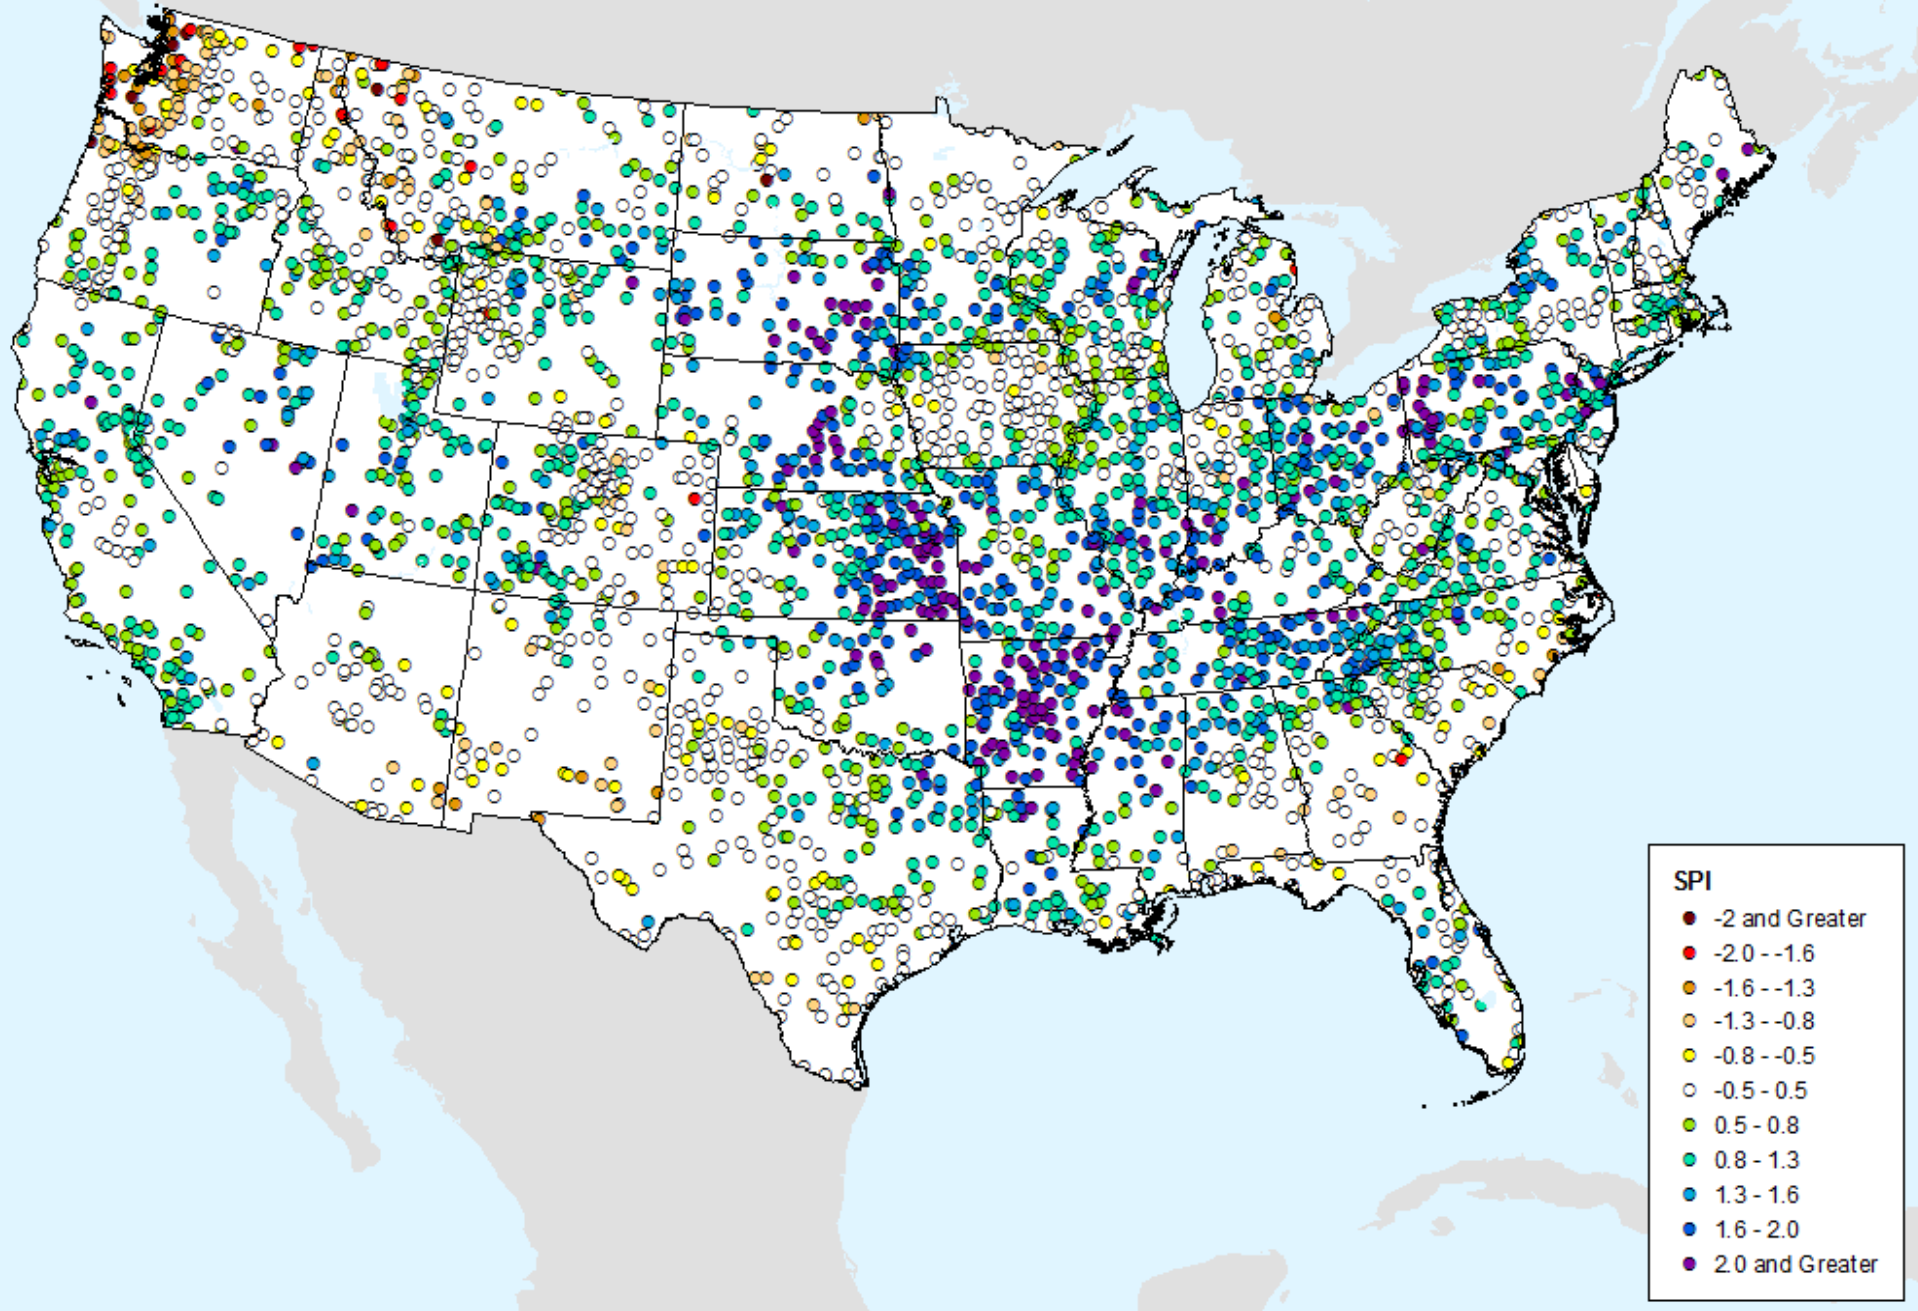 SPI
-2 and Greater
-2.0 - -1.6
-1.6 - -1.3
-1.3 - -0.8
-0.8 - -0.5
-0.5 - 0.5
0.5 - 0.8
0.8 - 1.3
1.3 - 1.6
1.6 - 2.0
2.0 and Greater